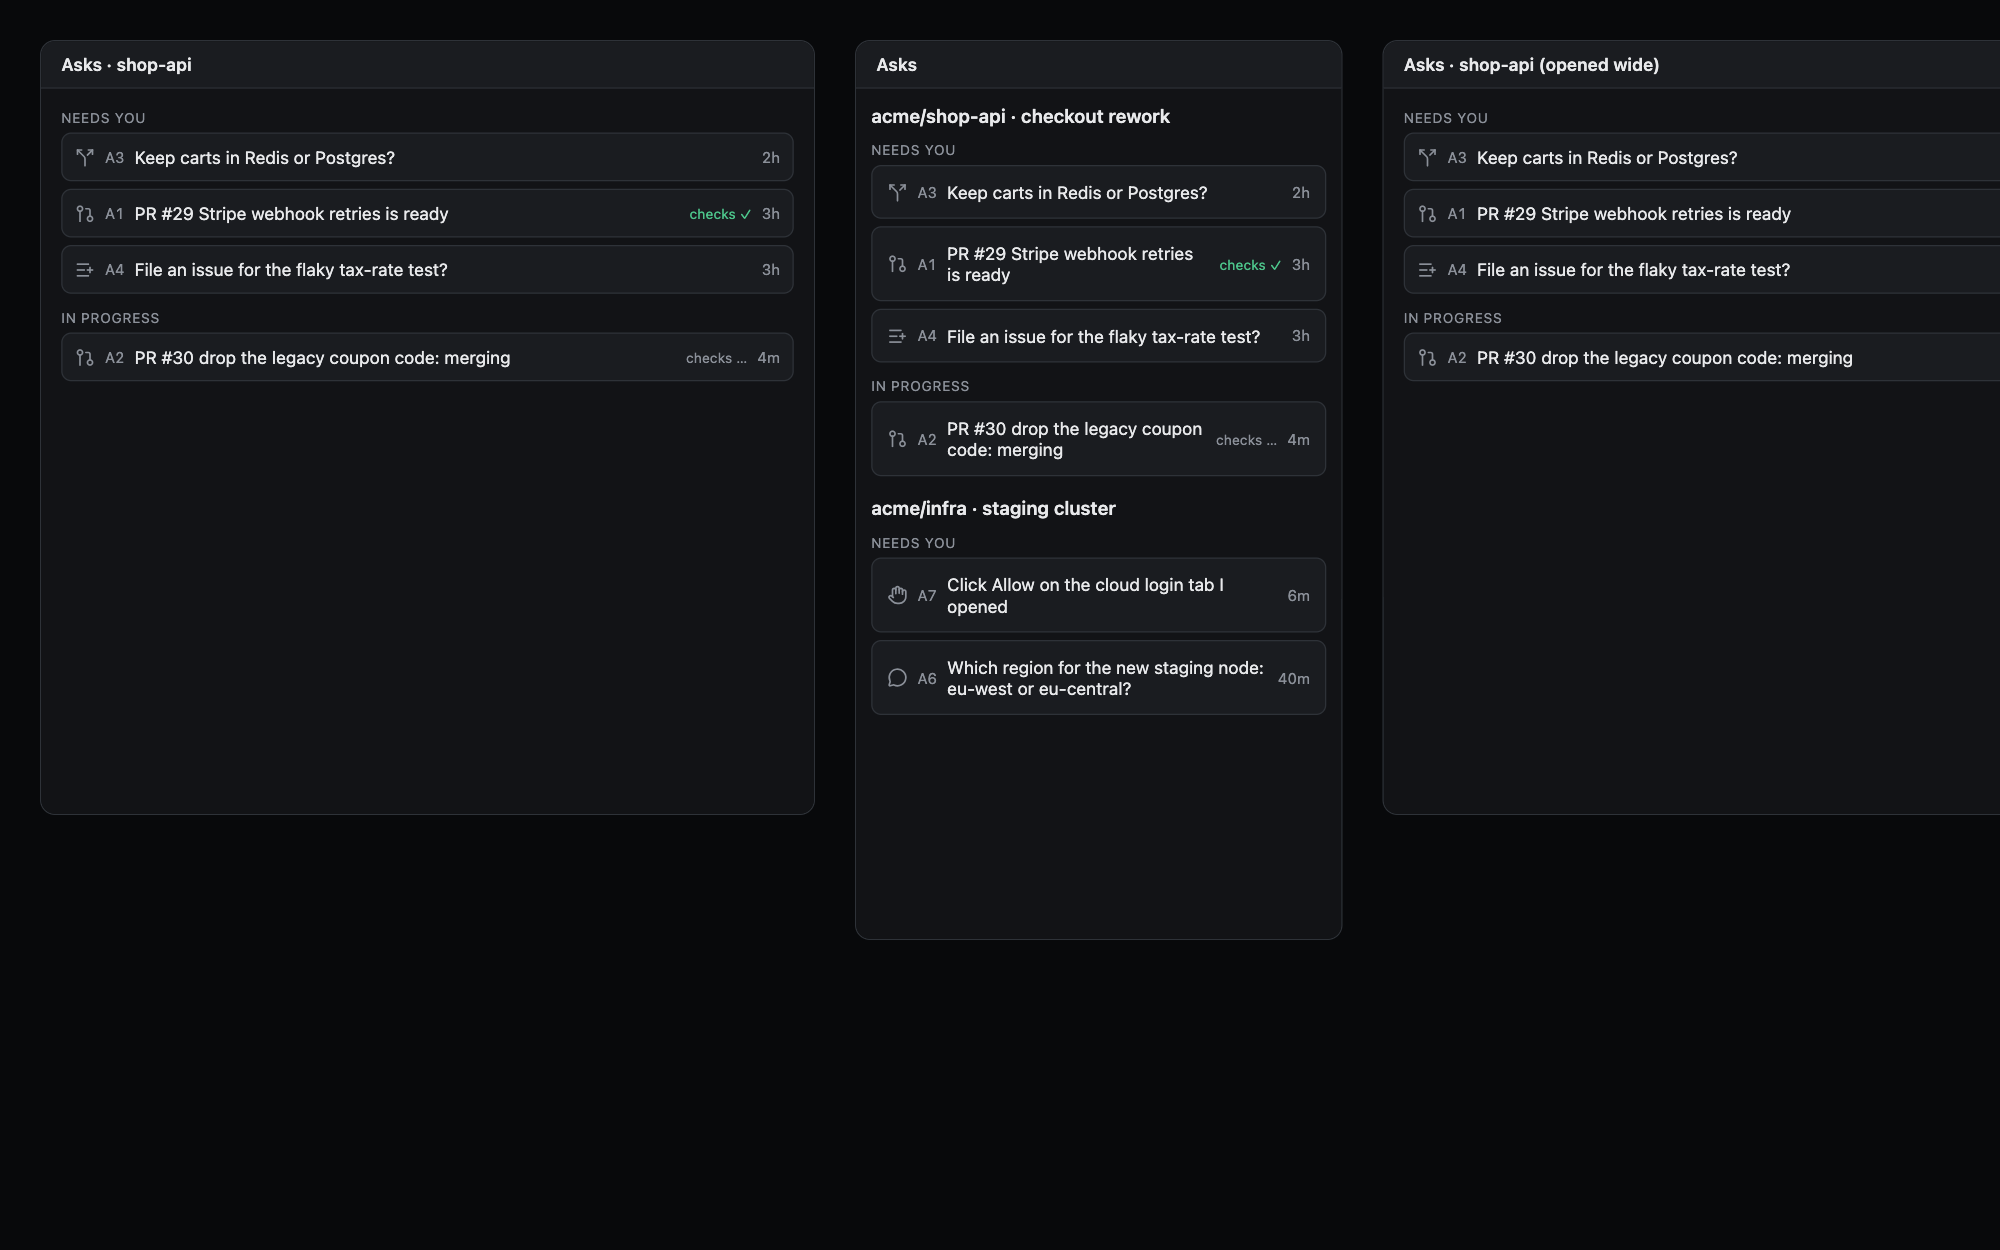 Asks · shop-api
NEEDS YOU
A3 Keep carts in Redis or Postgres? 2h
A1 PR #29 Stripe webhook retries is ready checks ✓ 3h
A4 File an issue for the flaky tax-rate test? 3h
IN PROGRESS
A2 PR #30 drop the legacy coupon code: merging checks ... 4m
Asks
acme/shop-api · checkout rework
NEEDS YOU
A3 Keep carts in Redis or Postgres? 2h
A1 PR #29 Stripe webhook retries
is ready checks ✓ 3h
A4 File an issue for the flaky tax-rate test? 3h
IN PROGRESS
A2 PR #30 drop the legacy coupon
code: merging checks ... 4m
acme/infra · staging cluster
NEEDS YOU
A7 Click Allow on the cloud login tab I
opened 6m
A6 Which region for the new staging node:
eu-west or eu-central? 40m
Asks · shop-api (opened wide)
NEEDS YOU
A3 Keep carts in Redis or Postgres?
A1 PR #29 Stripe webhook retries is ready
A4 File an issue for the flaky tax-rate test?
IN PROGRESS
A2 PR #30 drop the legacy coupon code: merging